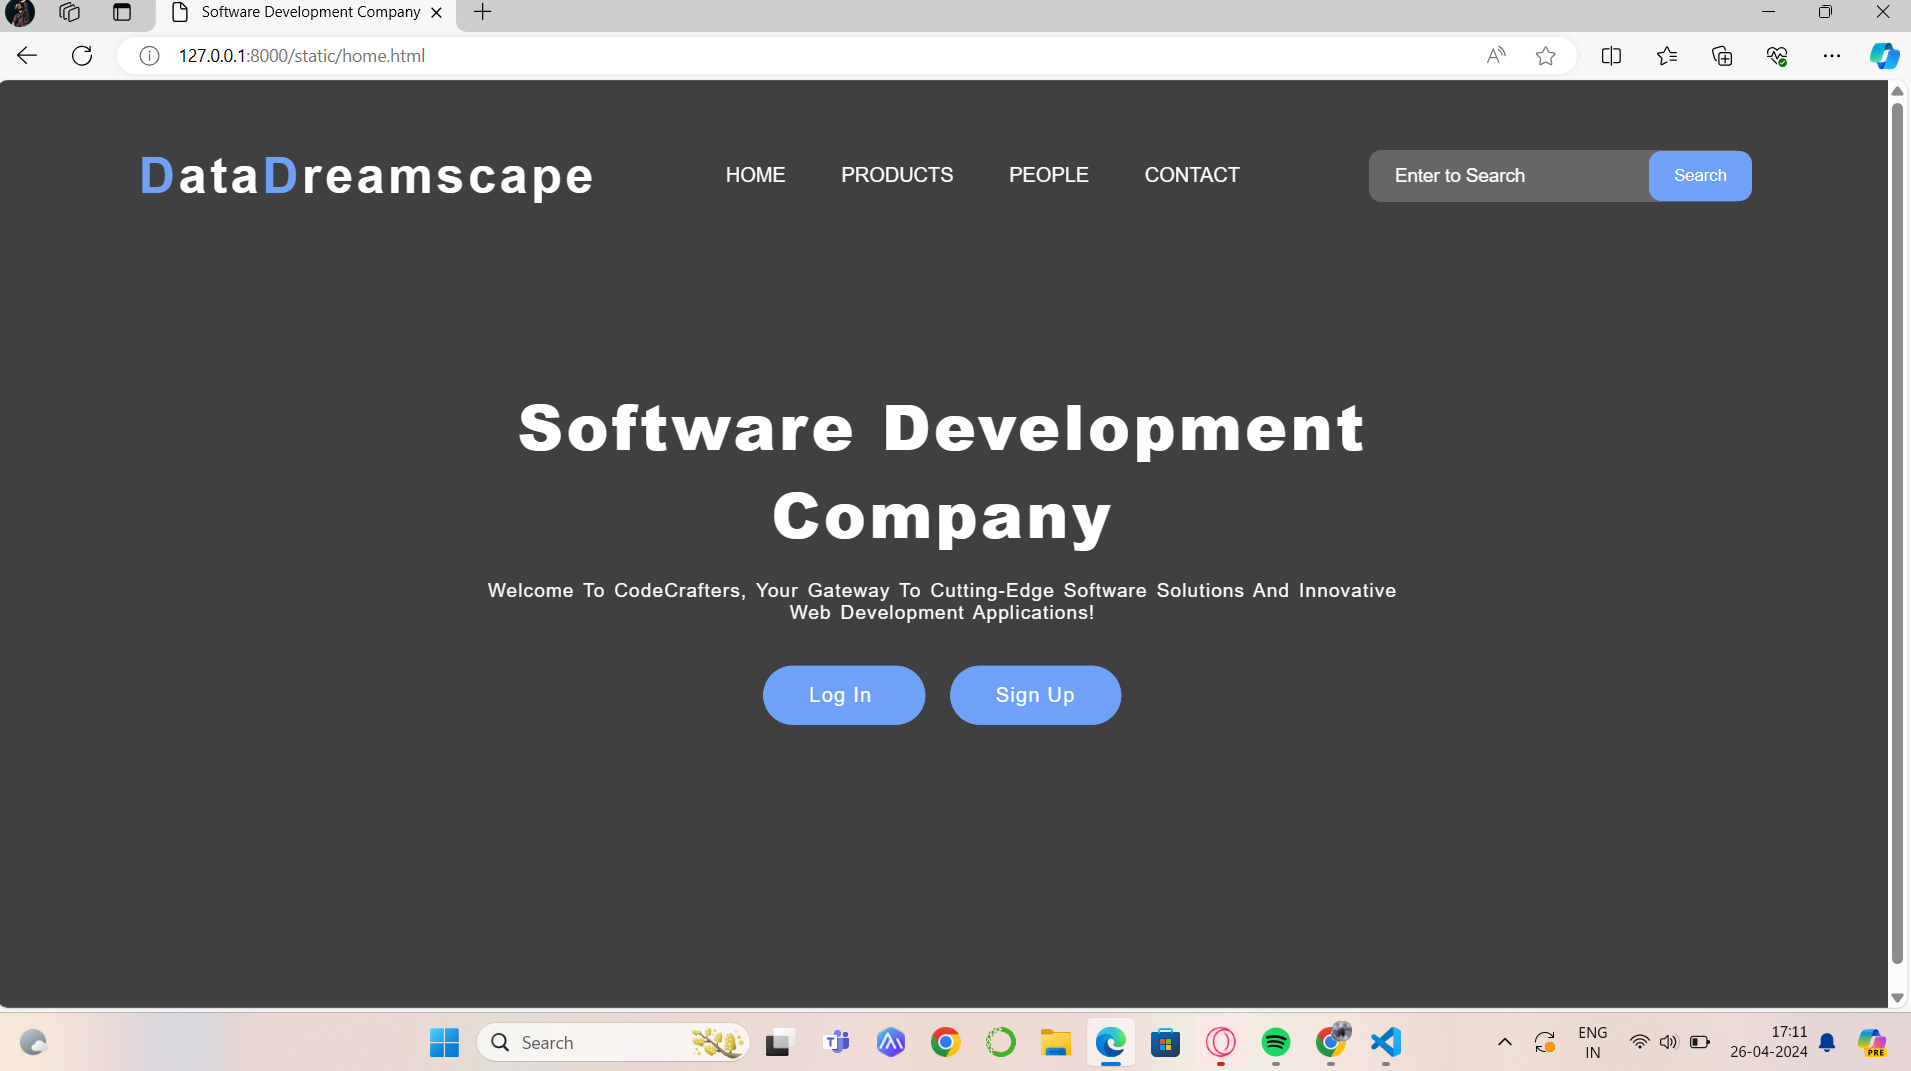 Software Development Company
127.0.0.1:8000/static/home.html
DataDreamscape
HOME PRODUCTS PEOPLE CONTACT
Enter to Search
Search
Software Development
Company
Welcome To CodeCrafters, Your Gateway To Cutting-Edge Software Solutions And Innovative
Web Development Applications!
Log In
Sign Up
Search
ENG
IN
17:11
26-04-2024
PRE